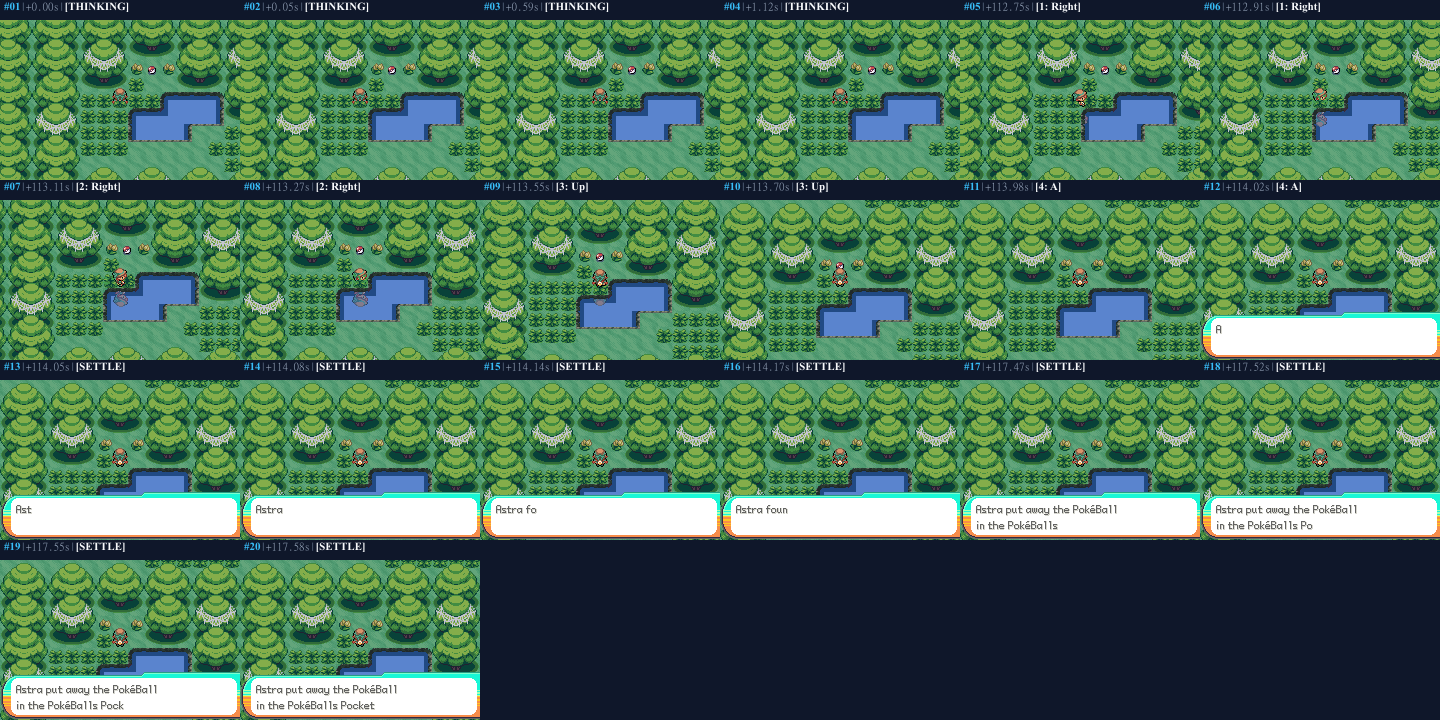 #01|+0.00s|[THINKING]
#02|+0.05s|[THINKING]
#03|+0.59s|[THINKING]
#04|+1.12s|[THINKING]
#05|+112.75s|[1: Right]
#06|+112.91s|[1: Right]
#07|+113.11s|[2: Right]
#08|+113.27s|[2: Right]
#09|+113.55s|[3: Up]
#10|+113.70s|[3: Up]
#11|+113.98s|[4: A]
#12|+114.02s|[4: A]
A
#13|+114.05s|[SETTLE]
Ast
#14|+114.08s|[SETTLE]
Astra
#15|+114.14s|[SETTLE]
Astra fo
#16|+114.17s|[SETTLE]
Astra foun
#17|+117.47s|[SETTLE]
Astra put away the PokéBall
in the PokéBalls
#18|+117.52s|[SETTLE]
Astra put away the PokéBall
in the PokéBalls Po
#19|+117.55s|[SETTLE]
Astra put away the PokéBall
in the PokéBalls Pock
#20|+117.58s|[SETTLE]
Astra put away the PokéBall
in the PokéBalls Pocket